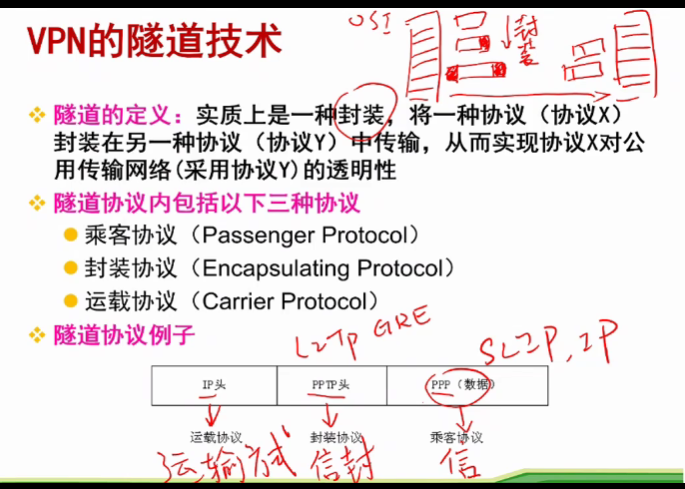 VPN的隧道技术
OSI
封装
隧道的定义：实质上是一种封装，将一种协议（协议X）
封装在另一种协议（协议Y）中传输，从而实现协议X对公
用传输网络(采用协议Y)的透明性
隧道协议内包括以下三种协议
乘客协议（Passenger Protocol）
封装协议（Encapsulating Protocol）
运载协议（Carrier Protocol）
隧道协议例子
L2TP GRE
SLIP, IP
IP头 PPTP头 PPP（数据）
运载协议 封装协议 乘客协议
运输方式 信封 信